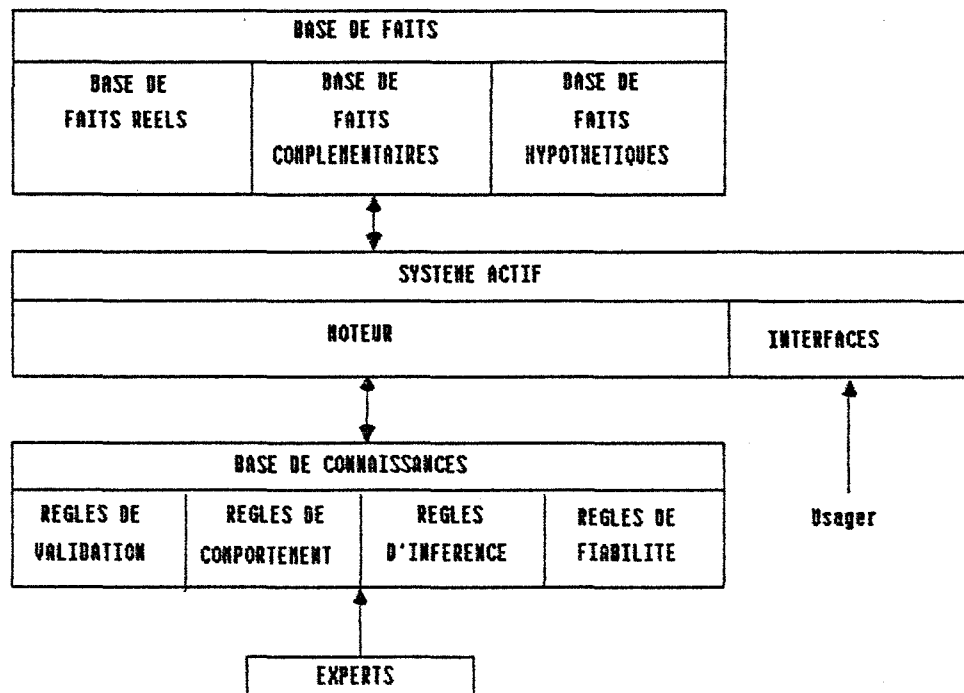 BASE DE FAITS
BASE DE
FAITS REELS
BASE DE
FAITS
COMPLEMENTAIRES
BASE DE
FAITS
HYPOTHETIQUES
SYSTEME ACTIF
MOTEUR
INTERFACES
BASE DE CONNAISSANCES
REGLES DE
VALIDATION
REGLES DE
COMPORTEMENT
REGLES
D'INFERENCE
REGLES DE
FIABILITE
Usager
EXPERTS